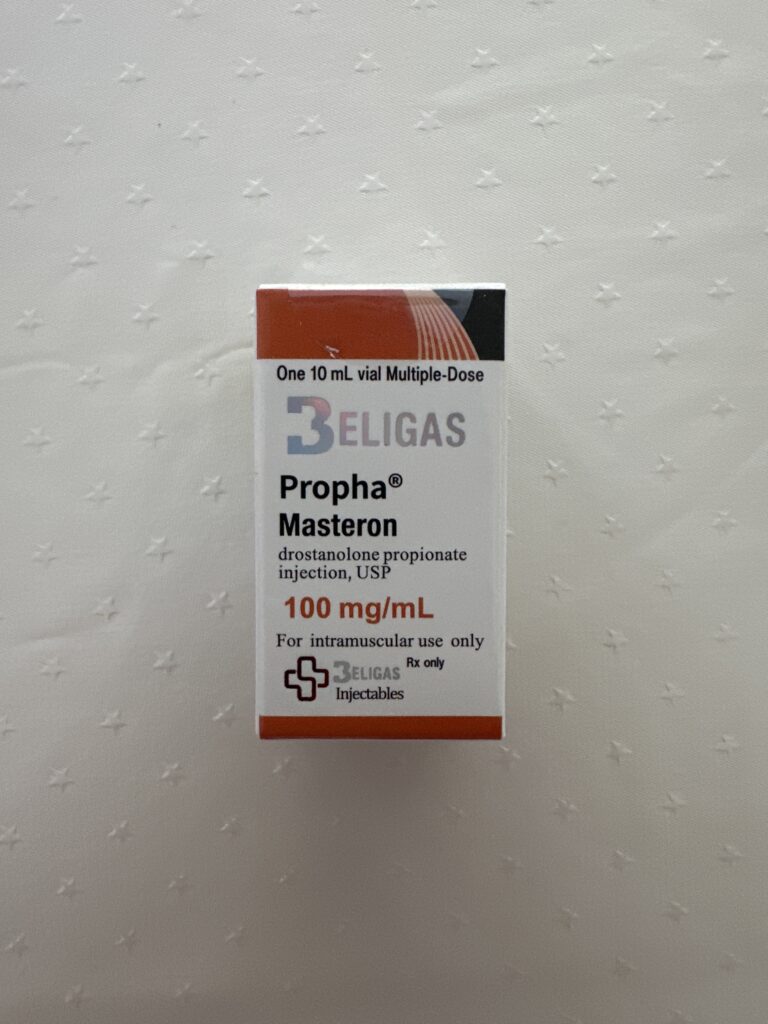 One 10 mL vial Multiple-Dose
BELIGAS
Propha®
Masteron
drostanolone propionate
injection, USP
100 mg/mL
For intramuscular use only
BELIGAS Rx only
Injectables